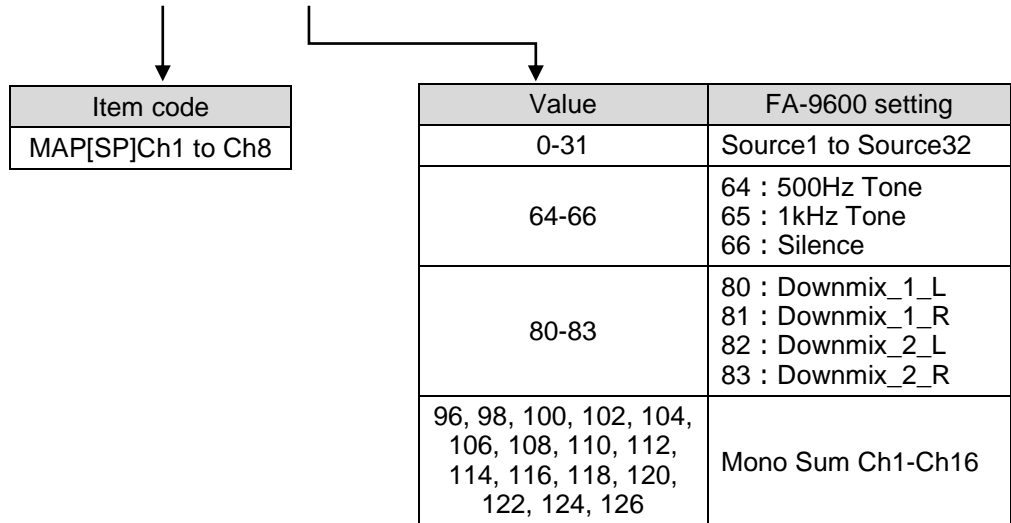 Item code
MAP[SP]Ch1 to Ch8
Value FA-9600 setting
0-31 Source1 to Source32
64-66
64 : 500Hz Tone
65 : 1kHz Tone
66 : Silence
80-83
80 : Downmix_1_L
81 : Downmix_1_R
82 : Downmix_2_L
83 : Downmix_2_R
96, 98, 100, 102, 104,
106, 108, 110, 112,
114, 116, 118, 120,
122, 124, 126
Mono Sum Ch1-Ch16